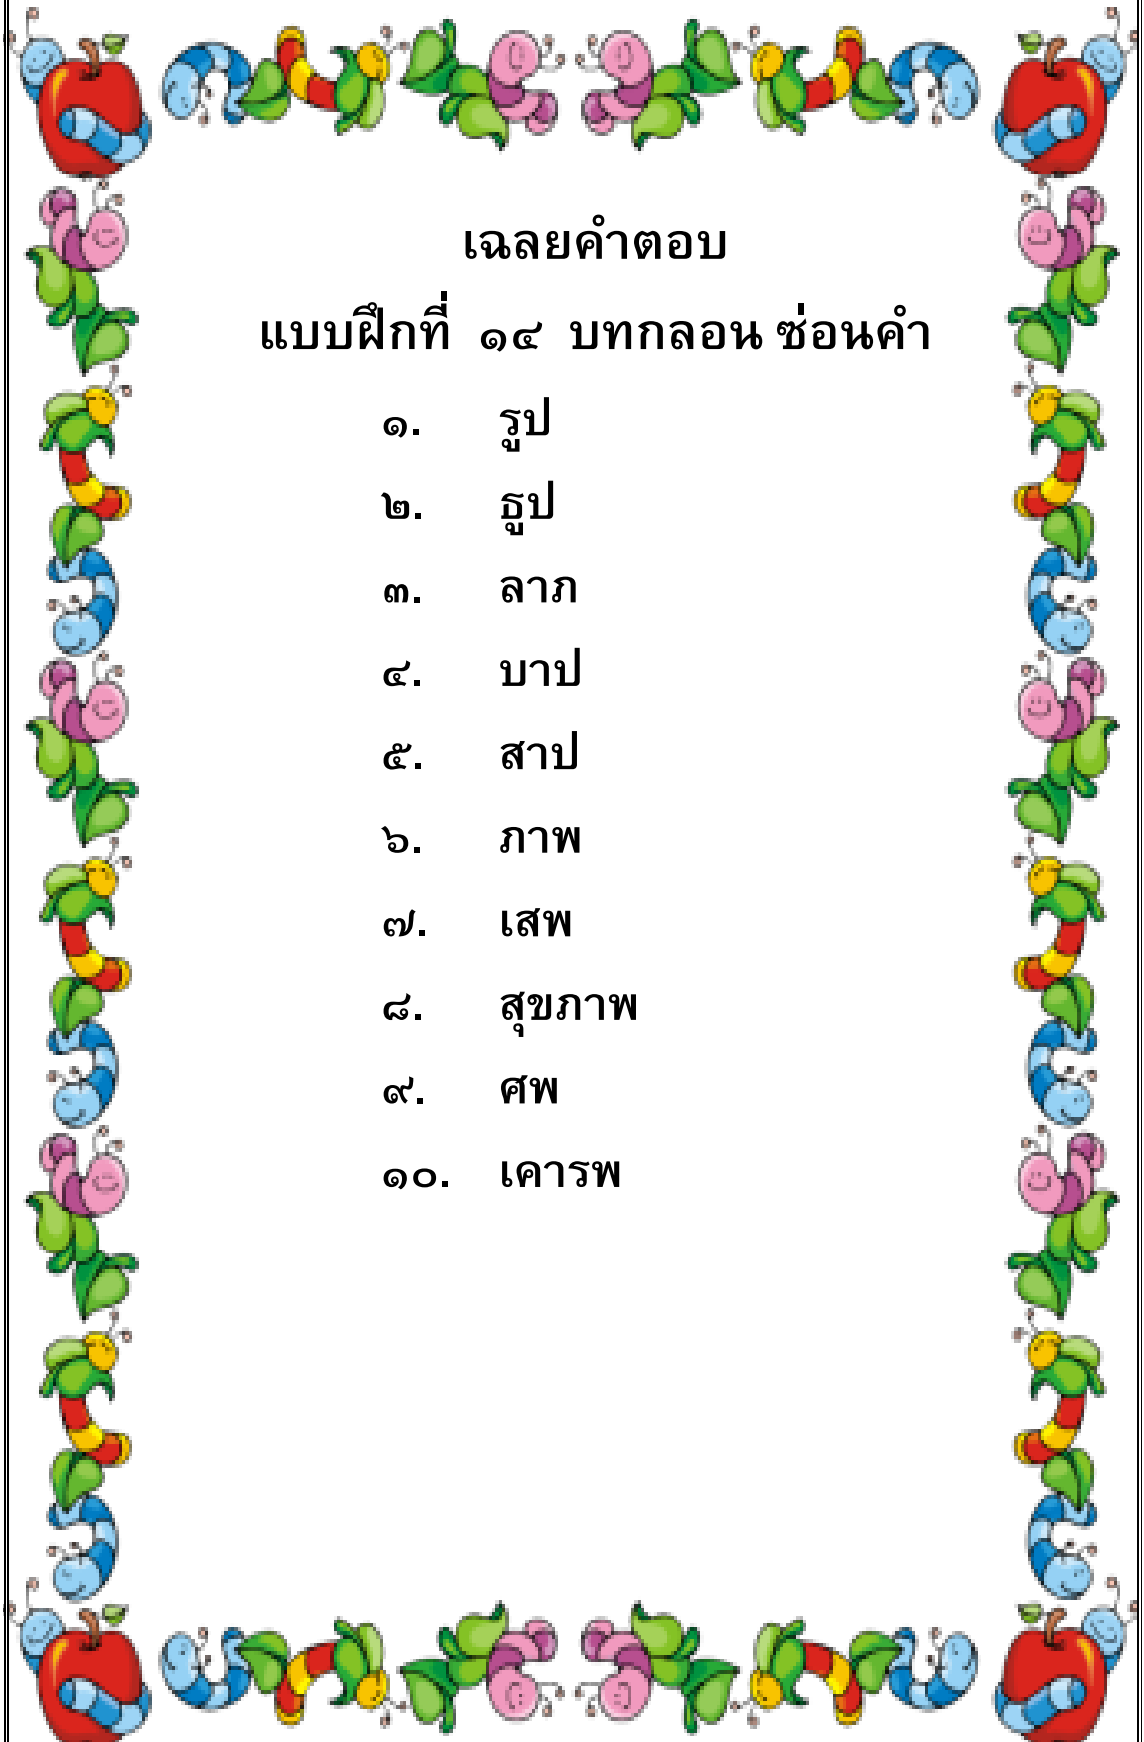 เฉลยคำตอบ
แบบฝึกที่ ๑๔ บทกลอน ซ่อนคำ
๑. รูป
๒. ธูป
๓. ลาภ
๔. บาป
๕. สาป
๖. ภาพ
๗. เสพ
๘. สุขภาพ
๙. ศพ
๑๐. เคารพ